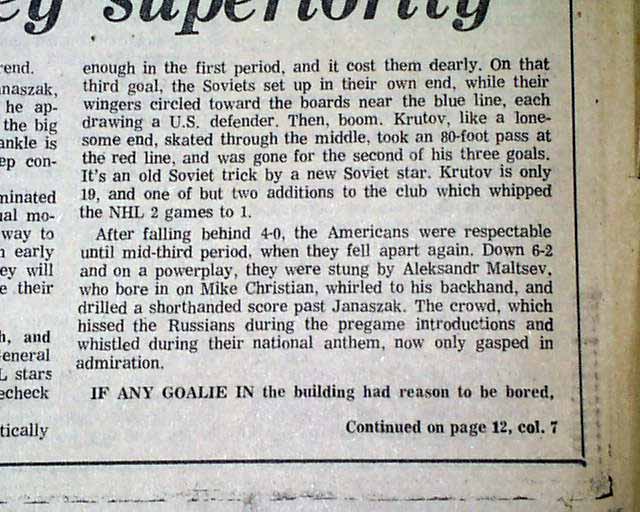 ey superiority
rend.
anaszak,
he ap-
the big
ankle is
ep con-
minated
ual mo-
way to
early
ey will
e their
h, and
General
L stars
echeck
tically
enough in the first period, and it cost them dearly. On that
third goal, the Soviets set up in their own end, while their
wingers circled toward the boards near the blue line, each
drawing a U.S. defender. Then, boom. Krutov, like a lone-
some end, skated through the middle, took an 80-foot pass at
the red line, and was gone for the second of his three goals.
It's an old Soviet trick by a new Soviet star. Krutov is only
19, and one of but two additions to the club which whipped
the NHL 2 games to 1.
After falling behind 4-0, the Americans were respectable
until mid-third period, when they fell apart again. Down 6-2
and on a powerplay, they were stung by Aleksandr Maltsev,
who bore in on Mike Christian, whirled to his backhand, and
drilled a shorthanded score past Janaszak. The crowd, which
hissed the Russians during the pregame introductions and
whistled during their national anthem, now only gasped in
admiration.
IF ANY GOALIE IN the building had reason to be bored,
Continued on page 12, col. 7